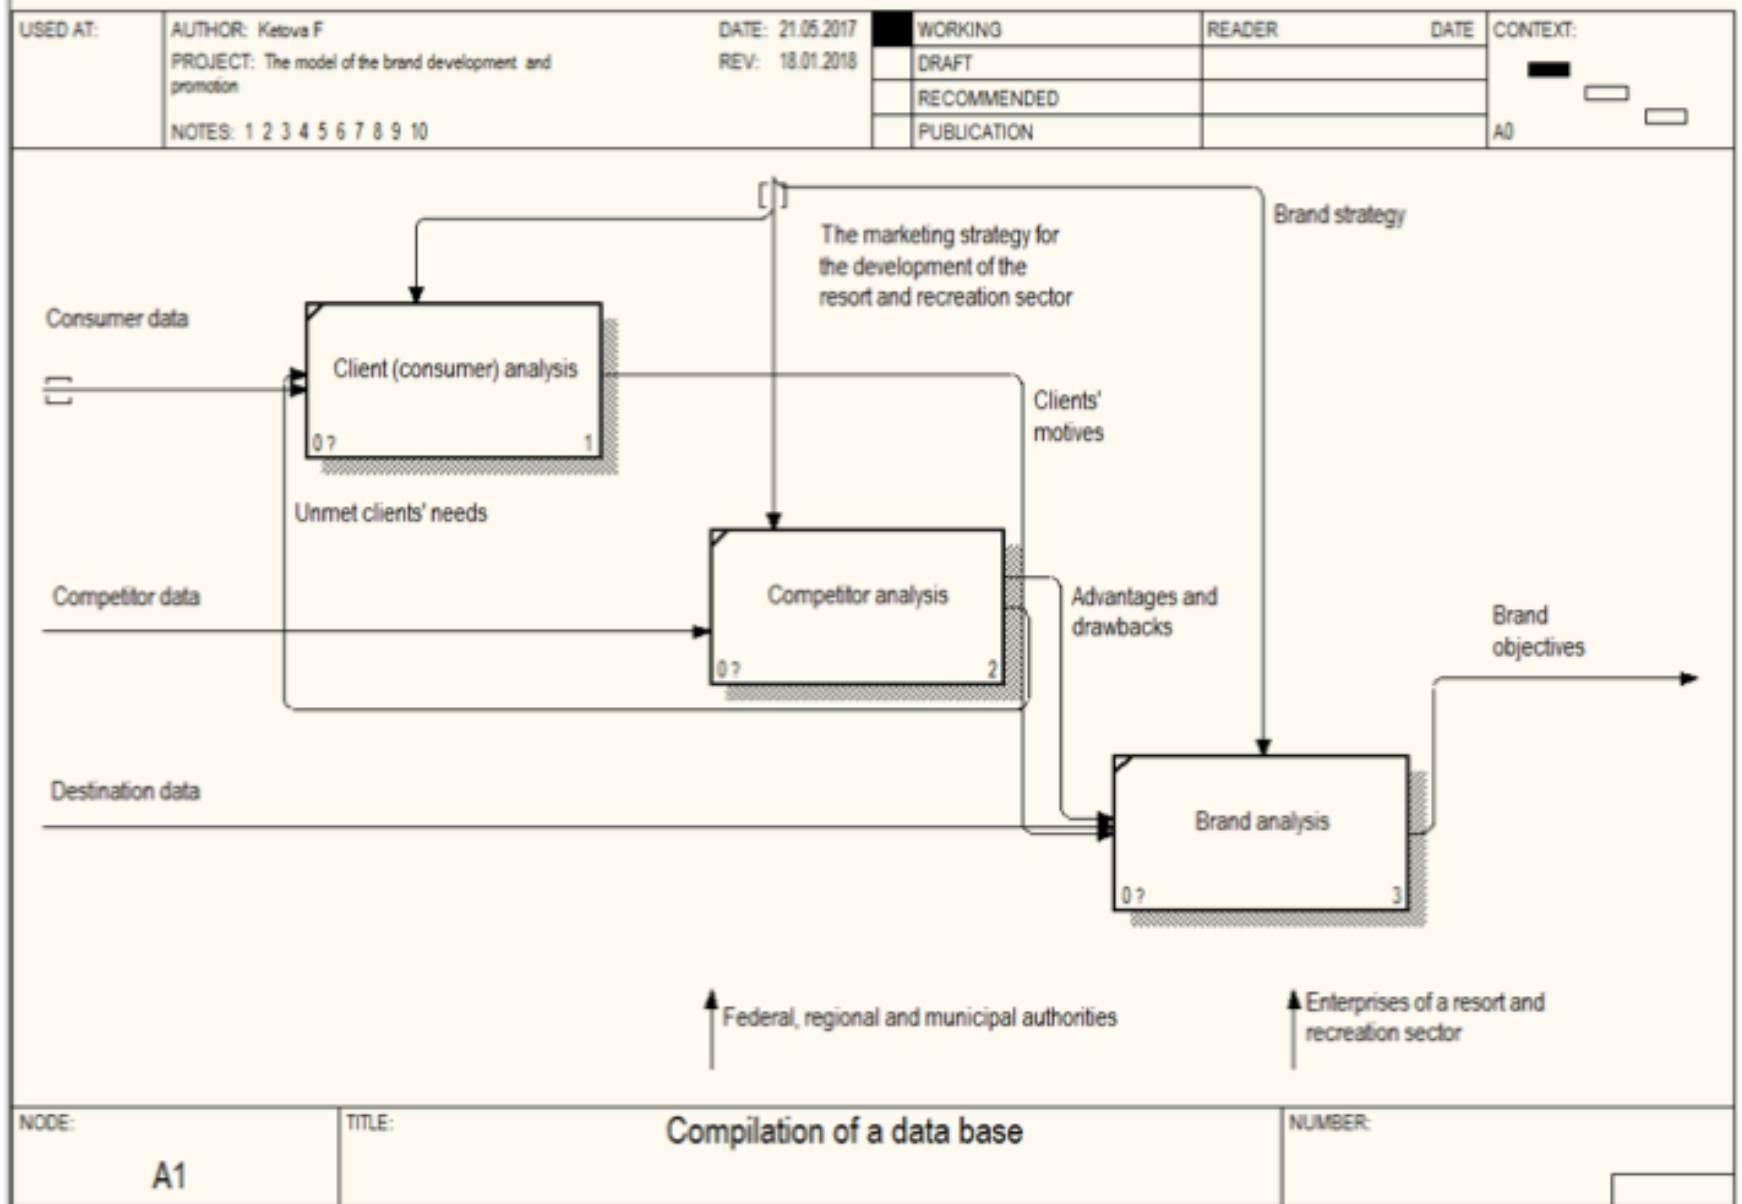 USED AT:
AUTHOR: Ketova F
DATE: 21.05.2017
PROJECT: The model of the brand development and
promotion
REV: 18.01.2018
NOTES: 1 2 3 4 5 6 7 8 9 10
WORKING
DRAFT
RECOMMENDED
PUBLICATION
READER
DATE
CONTEXT:
A0
Brand strategy
The marketing strategy for
the development of the
resort and recreation sector
Consumer data
Client (consumer) analysis
0 ?
1
Clients'
motives
Unmet clients' needs
Competitor data
Competitor analysis
0 ?
2
Advantages and
drawbacks
Brand
objectives
Destination data
Brand analysis
0 ?
3
Federal, regional and municipal authorities
Enterprises of a resort and
recreation sector
NODE:
A1
TITLE:
Compilation of a data base
NUMBER: